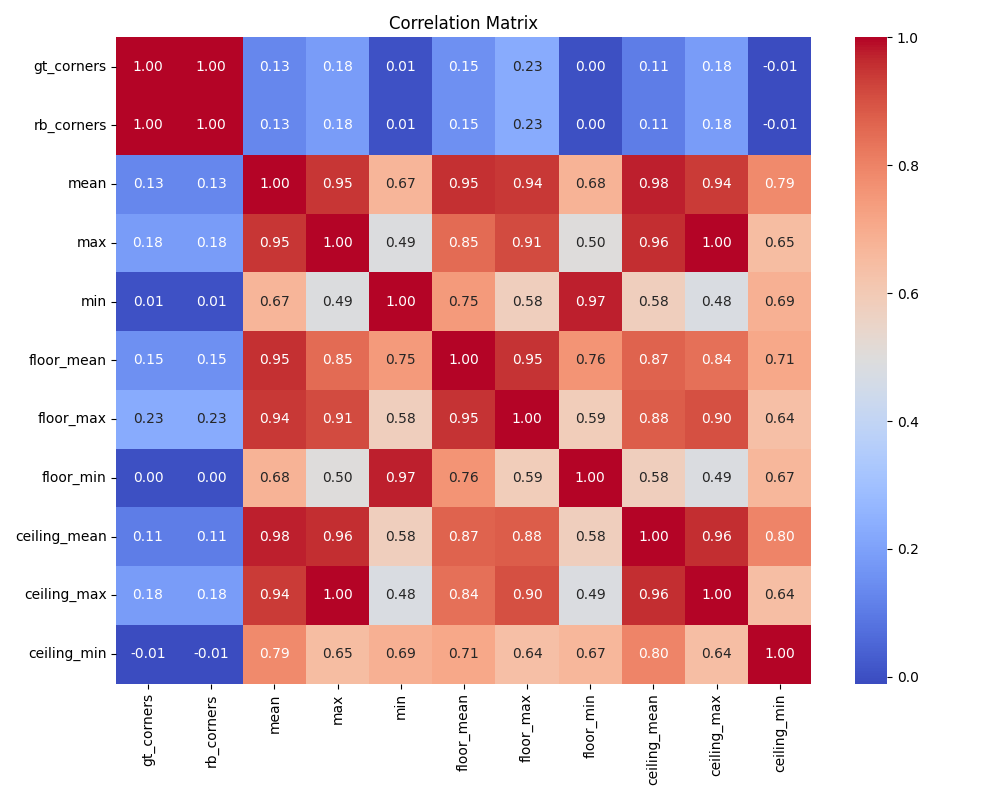 Correlation Matrix
gt_corners 1.00 1.00 0.13 0.18 0.01 0.15 0.23 0.00 0.11 0.18 -0.01
rb_corners 1.00 1.00 0.13 0.18 0.01 0.15 0.23 0.00 0.11 0.18 -0.01
mean 0.13 0.13 1.00 0.95 0.67 0.95 0.94 0.68 0.98 0.94 0.79
max 0.18 0.18 0.95 1.00 0.49 0.85 0.91 0.50 0.96 1.00 0.65
min 0.01 0.01 0.67 0.49 1.00 0.75 0.58 0.97 0.58 0.48 0.69
floor_mean 0.15 0.15 0.95 0.85 0.75 1.00 0.95 0.76 0.87 0.84 0.71
floor_max 0.23 0.23 0.94 0.91 0.58 0.95 1.00 0.59 0.88 0.90 0.64
floor_min 0.00 0.00 0.68 0.50 0.97 0.76 0.59 1.00 0.58 0.49 0.67
ceiling_mean 0.11 0.11 0.98 0.96 0.58 0.87 0.88 0.58 1.00 0.96 0.80
ceiling_max 0.18 0.18 0.94 1.00 0.48 0.84 0.90 0.49 0.96 1.00 0.64
ceiling_min -0.01 -0.01 0.79 0.65 0.69 0.71 0.64 0.67 0.80 0.64 1.00
gt_corners rb_corners mean max min floor_mean floor_max floor_min ceiling_mean ceiling_max ceiling_min
1.0
0.8
0.6
0.4
0.2
0.0